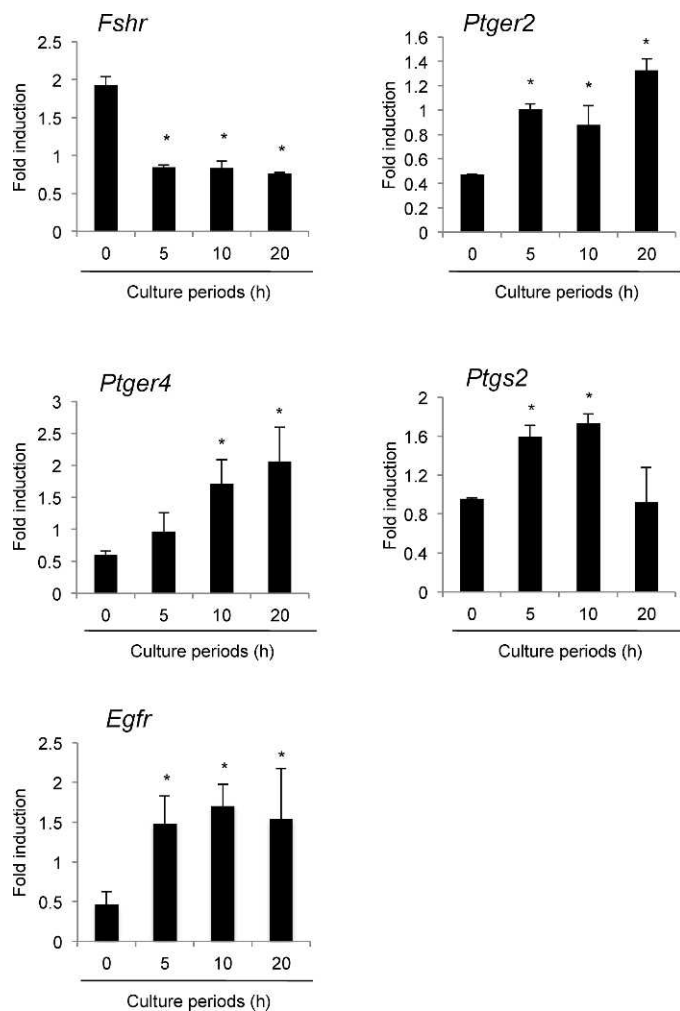 Fshr
2.5
2
1.5
1
0.5
0
Fold induction
* * *
0 5 10 20
Culture periods (h)
Ptger2
1.6
1.4
1.2
1
0.8
0.6
0.4
0.2
0
Fold induction
* * *
0 5 10 20
Culture periods (h)
Ptger4
3
2.5
2
1.5
1
0.5
0
Fold induction
* *
0 5 10 20
Culture periods (h)
Ptgs2
2
1.6
1.2
0.8
0.4
0
Fold induction
* *
0 5 10 20
Culture periods (h)
Egfr
2.5
2
1.5
1
0.5
0
Fold induction
* * *
0 5 10 20
Culture periods (h)